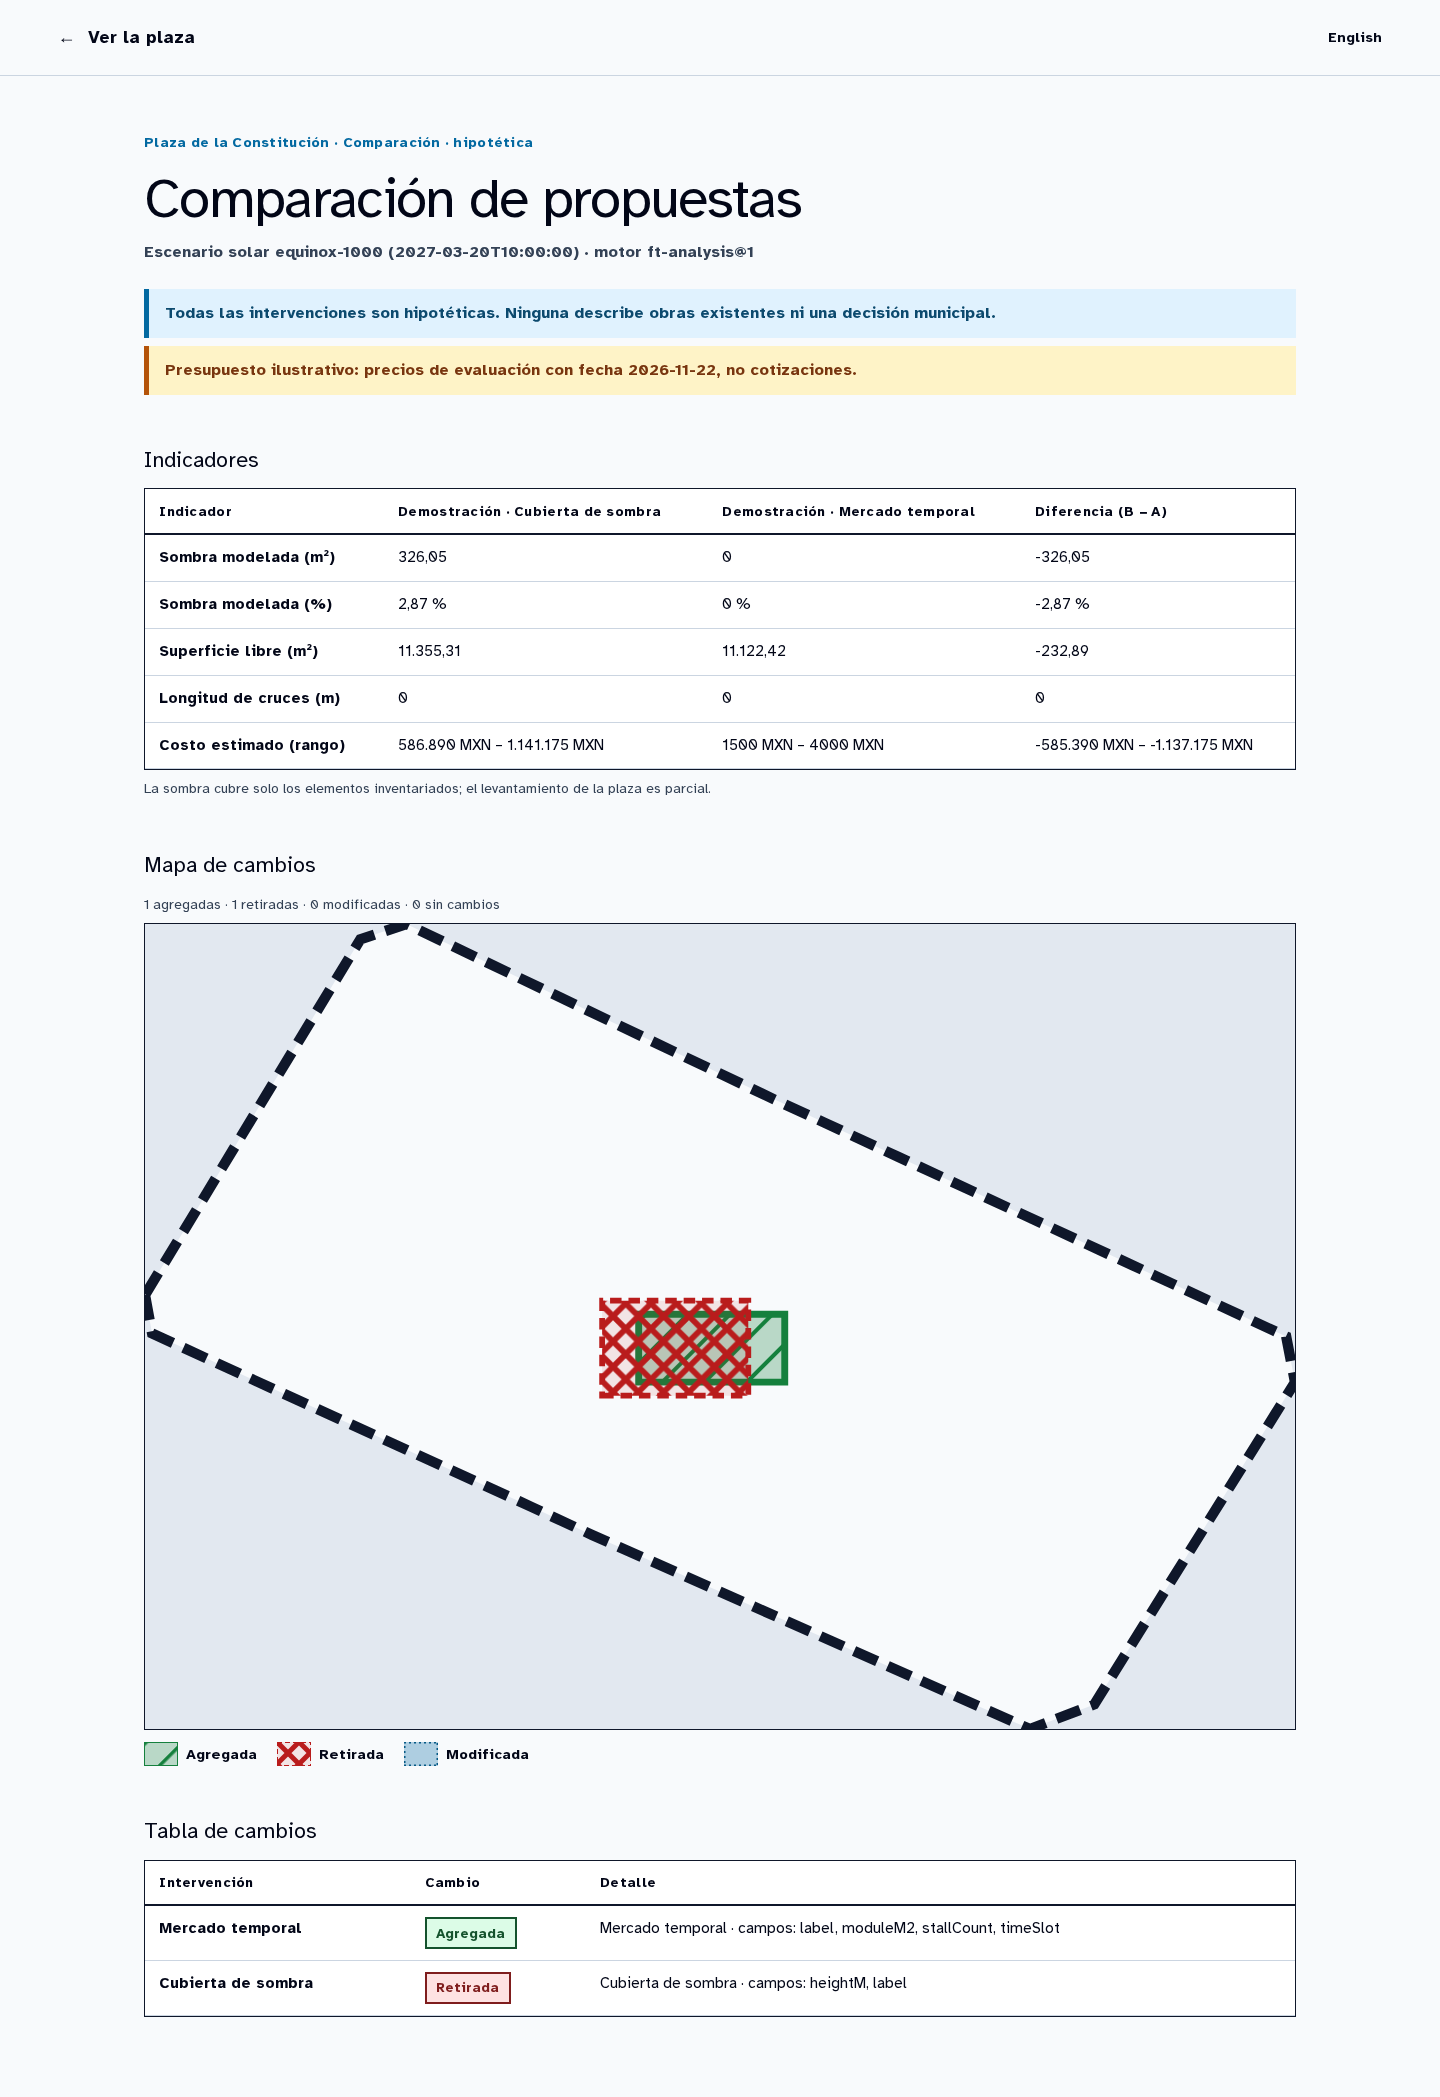 ← Ver la plaza
English
Plaza de la Constitución · Comparación · hipotética
Comparación de propuestas
Escenario solar equinox-1000 (2027-03-20T10:00:00) · motor ft-analysis@1
Todas las intervenciones son hipotéticas. Ninguna describe obras existentes ni una decisión municipal.
Presupuesto ilustrativo: precios de evaluación con fecha 2026-11-22, no cotizaciones.
Indicadores
Indicador Demostración · Cubierta de sombra Demostración · Mercado temporal Diferencia (B – A)
Sombra modelada (m²) 326,05 0 -326,05
Sombra modelada (%) 2,87 % 0 % -2,87 %
Superficie libre (m²) 11.355,31 11.122,42 -232,89
Longitud de cruces (m) 0 0 0
Costo estimado (rango) 586.890 MXN – 1.141.175 MXN 1500 MXN – 4000 MXN -585.390 MXN – -1.137.175 MXN
La sombra cubre solo los elementos inventariados; el levantamiento de la plaza es parcial.
Mapa de cambios
1 agregadas · 1 retiradas · 0 modificadas · 0 sin cambios
Agregada Retirada Modificada
Tabla de cambios
Intervención Cambio Detalle
Mercado temporal Agregada Mercado temporal · campos: label, moduleM2, stallCount, timeSlot
Cubierta de sombra Retirada Cubierta de sombra · campos: heightM, label